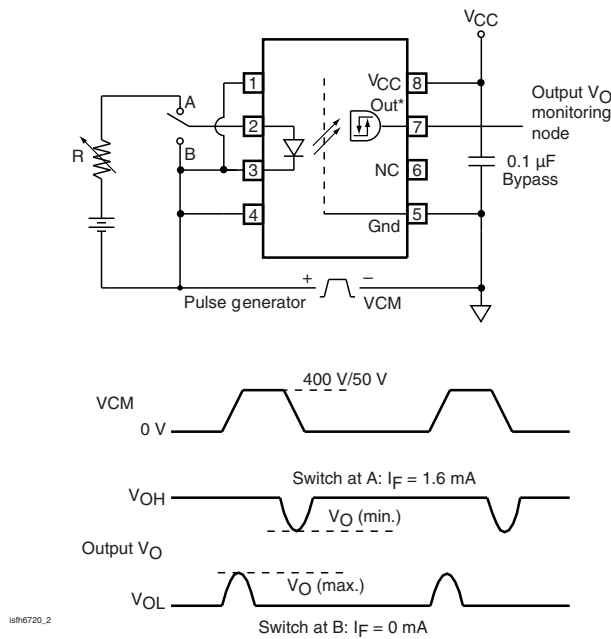 VCC
1
VCC
8
Out*
Output VO
monitoring
node
A
2
7
R
B
3
NC
6
0.1 µF
Bypass
4
Gnd
5
+
–
Pulse generator
VCM
400 V/50 V
VCM
0 V
Switch at A: IF = 1.6 mA
VOH
VO (min.)
Output VO
VO (max.)
VOL
Switch at B: IF = 0 mA
isfh6720_2